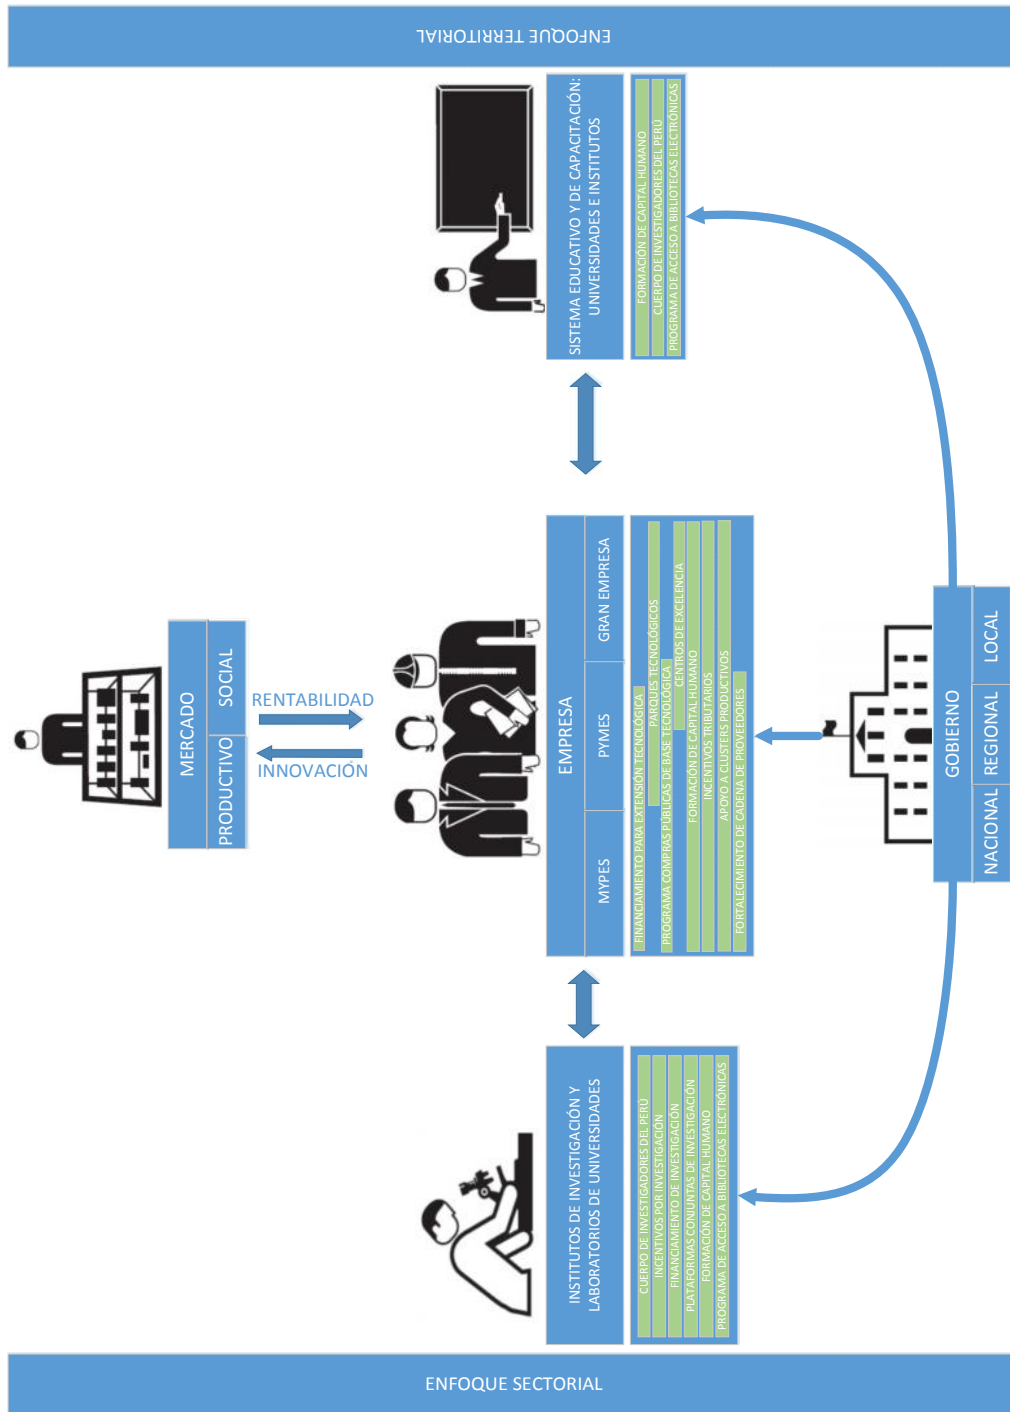 ENFOQUE SECTORIAL
ENFOQUE TERRITORIAL
MERCADO
PRODUCTIVO
SOCIAL
INNOVACIÓN
RENTABILIDAD
INSTITUTOS DE INVESTIGACIÓN Y
LABORATORIOS DE UNIVERSIDADES
CUERPO DE INVESTIGADORES DEL PERÚ
INCENTIVOS POR INVESTIGACIÓN
FINANCIAMIENTO DE INVESTIGACIÓN
PLATAFORMAS CONJUNTAS DE INVESTIGACIÓN
FORMACIÓN DE CAPITAL HUMANO
PROGRAMA DE ACCESO A BIBLIOTECAS ELECTRÓNICAS
EMPRESA
MYPES
PYMES
GRAN EMPRESA
FINANCIAMIENTO PARA EXTENSIÓN TECNOLÓGICA
PARQUES TECNOLÓGICOS
PROGRAMA COMPRAS PÚBLICAS DE BASE TECNOLÓGICA
CENTROS DE EXCELENCIA
FORMACIÓN DE CAPITAL HUMANO
INCENTIVOS TRIBUTARIOS
APOYO A CLUSTERS PRODUCTIVOS
FORTALECIMIENTO DE CADENA DE PROVEEDORES
SISTEMA EDUCATIVO Y DE CAPACITACIÓN:
UNIVERSIDADES E INSTITUTOS
FORMACIÓN DE CAPITAL HUMANO
CUERPO DE INVESTIGADORES DEL PERÚ
PROGRAMA DE ACCESO A BIBLIOTECAS ELECTRÓNICAS
GOBIERNO
NACIONAL
REGIONAL
LOCAL